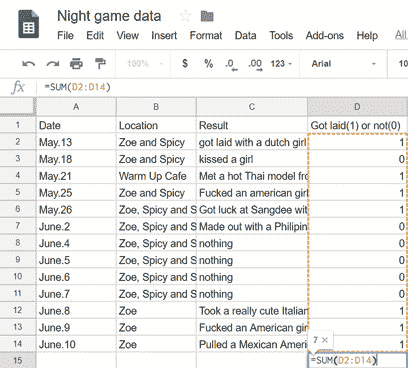 Night game data
File Edit View Insert Format Data Tools Add-ons Help All
100% $ % .0 .00 123 Arial 10
fx =SUM(D2:D14)
A B C D
1 Date Location Result Got laid(1) or not(0)
2 May.13 Zoe and Spicy got laid with a dutch girl 1
3 May.18 Zoe and Spicy kissed a girl 0
4 May.21 Warm Up Cafe Met a hot Thai model fro 1
5 May.25 Zoe and Spicy Fucked an american girl 1
6 May.26 Zoe, Spicy and S Got luck at Sangdee wit 1
7 June.2 Zoe, Spicy and S Made out with a Philipin 0
8 June.4 Zoe, Spicy and S nothing 0
9 June.5 Zoe, Spicy and S nothing 0
10 June.6 Zoe, Spicy and S nothing 0
11 June.7 Zoe, Spicy and S nothing 0
12 June.8 Zoe Took a really cute Italian 1
13 June.9 Zoe Fucked an American gir 1
14 June.10 Zoe Pulled a Mexican Ameri 1
7 ×
15 =SUM(D2:D14)